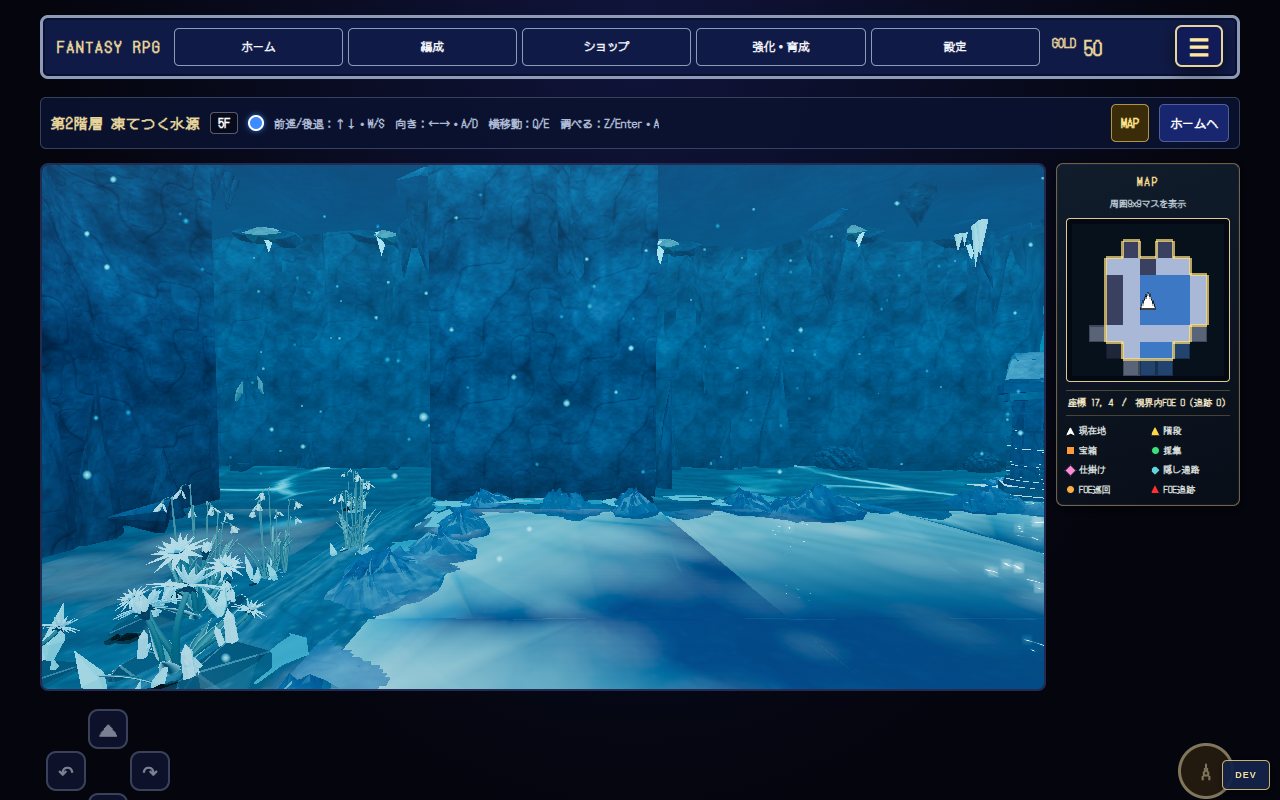 FANTASY RPG
ホーム
編成
ショップ
強化・育成
設定
GOLD 50
第2階層 凍てつく水源
5F
前進/後退：↑↓・W/S 向き：←→・A/D 横移動：Q/E 調べる：Z/Enter・A
MAP
ホームへ
MAP
周囲9x9マスを表示
座標 17, 4 / 視界内FOE 0（追跡 0）
現在地
階段
宝箱
採集
仕掛け
隠し通路
FOE巡回
FOE追跡
A
DEV